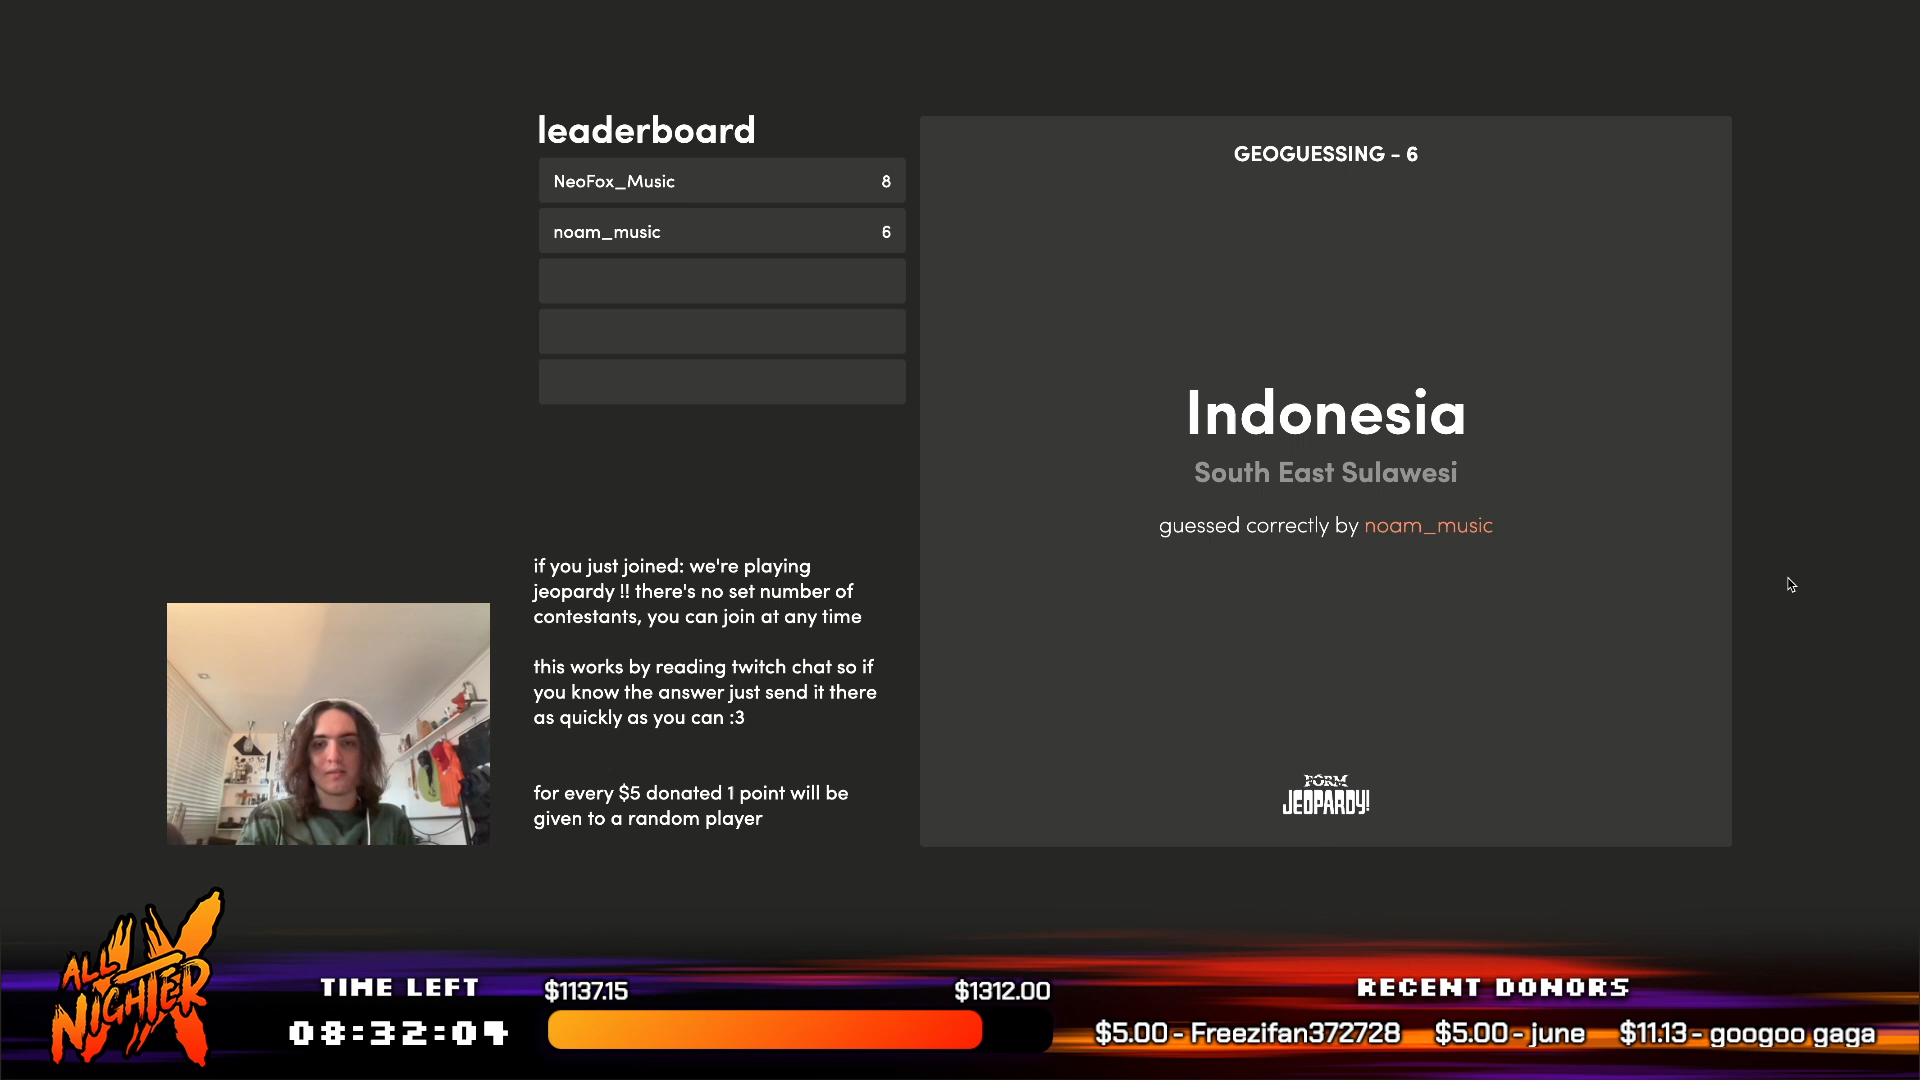 leaderboard
NeoFox_Music 8
noam_music 6
GEOGUESSING - 6
Indonesia
South East Sulawesi
guessed correctly by noam_music
FORM
JEOPARDY!
if you just joined: we're playing
jeopardy !! there's no set number of
contestants, you can join at any time
this works by reading twitch chat so if
you know the answer just send it there
as quickly as you can :3
for every $5 donated 1 point will be
given to a random player
ALL
NIGHTER
TIME LEFT
08:32:04
$1137.15
$1312.00
RECENT DONORS
$5.00 - Freezifan372728 $5.00 - june $11.13 - googoo gaga